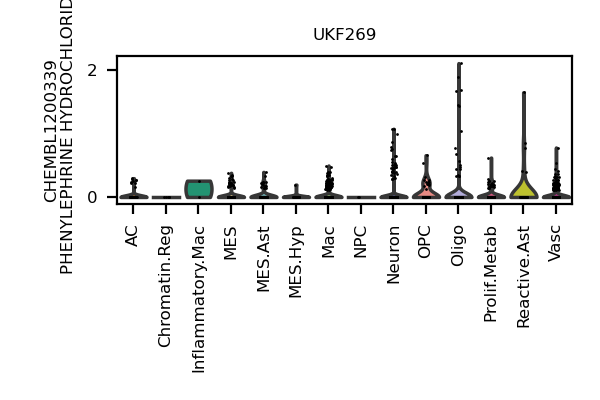 UKF269
CHEMBL1200339
PHENYLEPHRINE HYDROCHLORID
2
0
AC
Chromatin.Reg
Inflammatory.Mac
MES
MES.Ast
MES.Hyp
Mac
NPC
Neuron
OPC
Oligo
Prolif.Metab
Reactive.Ast
Vasc